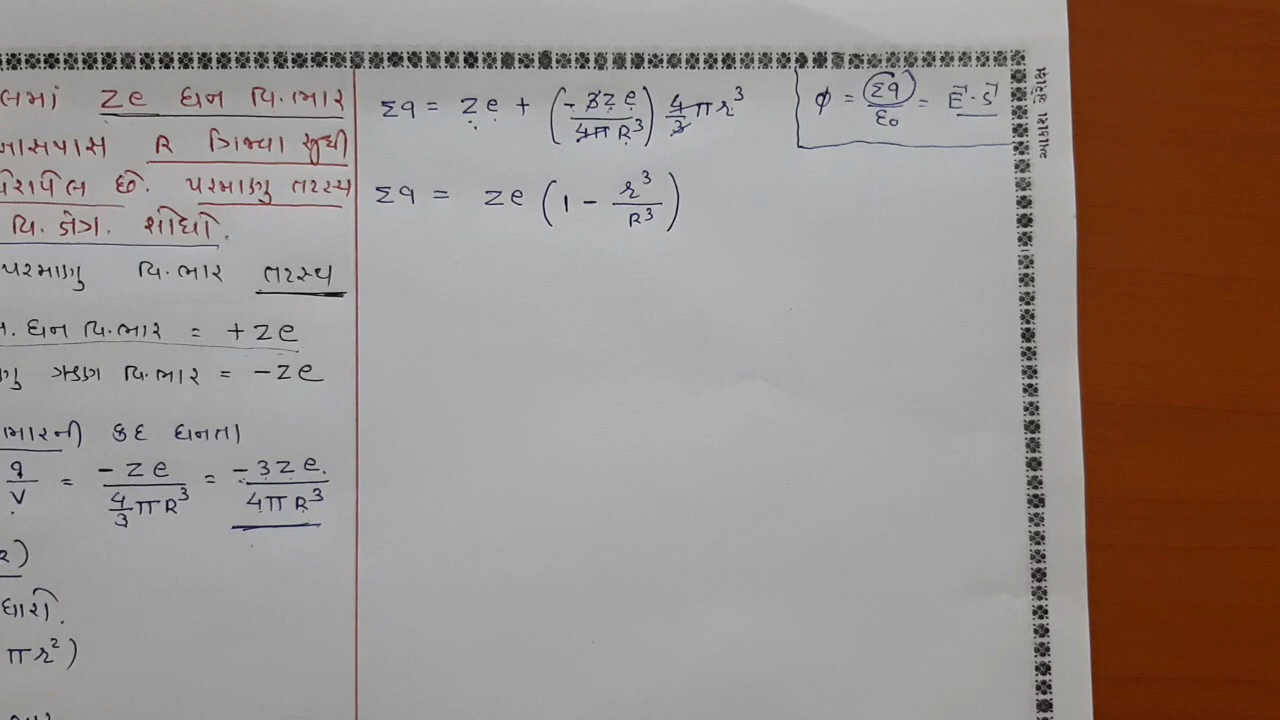 લમાં ze ધન વિ.ભાર
આસપાસ R ત્રિજ્યા સુધી
ઘેરાયેલ છે. પરમાણુ તટસ્થ
વિ. ક્ષેત્ર. શોધો.
પરમાણુ વિ.ભાર તટસ્થ
ધન વિ.ભાર = +ze
ઋણ વિ.ભાર = -ze
ભારની કદ ઘનતા
q/V = -ze / (4/3 πR³) = -3ze / 4πR³
r)
ધારો.
πr²)
Σq = ze + (-3ze / 4πR³) 4/3 πr³
Σq = ze (1 - r³/R³)
φ = Σq/ε₀ = E⃗ · S⃗